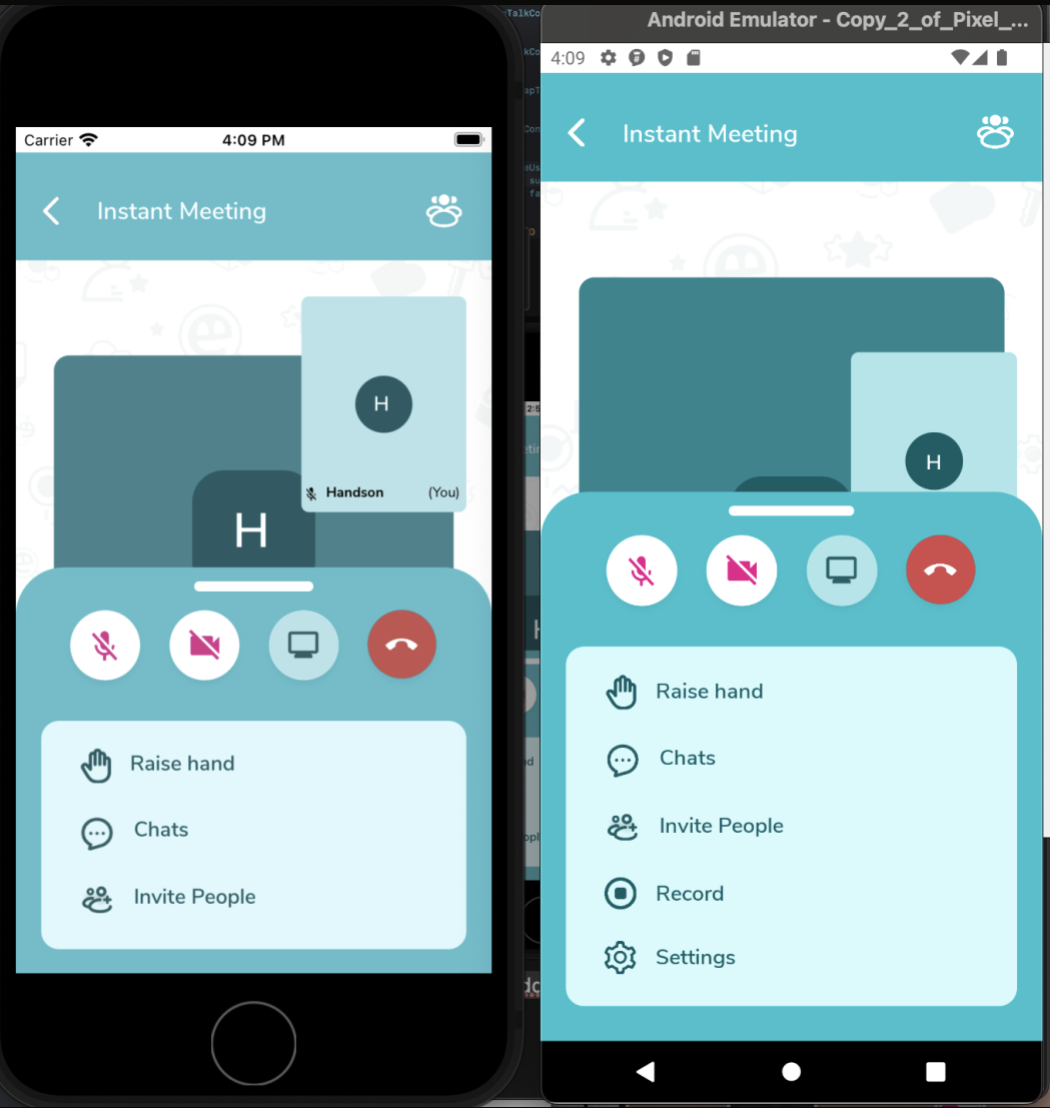 Carrier
4:09 PM
Instant Meeting
H
Handson
(You)
H
Raise hand
Chats
Invite People
Android Emulator - Copy_2_of_Pixel_...
4:09
Instant Meeting
H
Raise hand
Chats
Invite People
Record
Settings